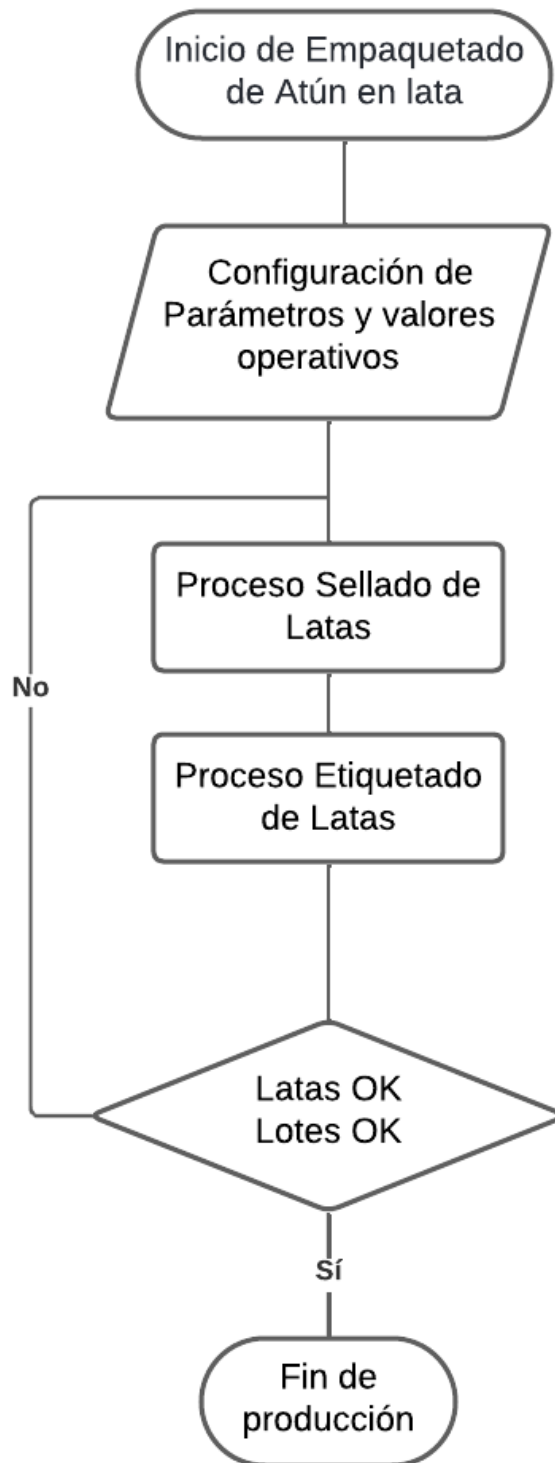 Inicio de Empaquetado
de Atún en lata
Configuración de
Parámetros y valores
operativos
Proceso Sellado de
Latas
No
Proceso Etiquetado
de Latas
Latas OK
Lotes OK
Sí
Fin de
producción